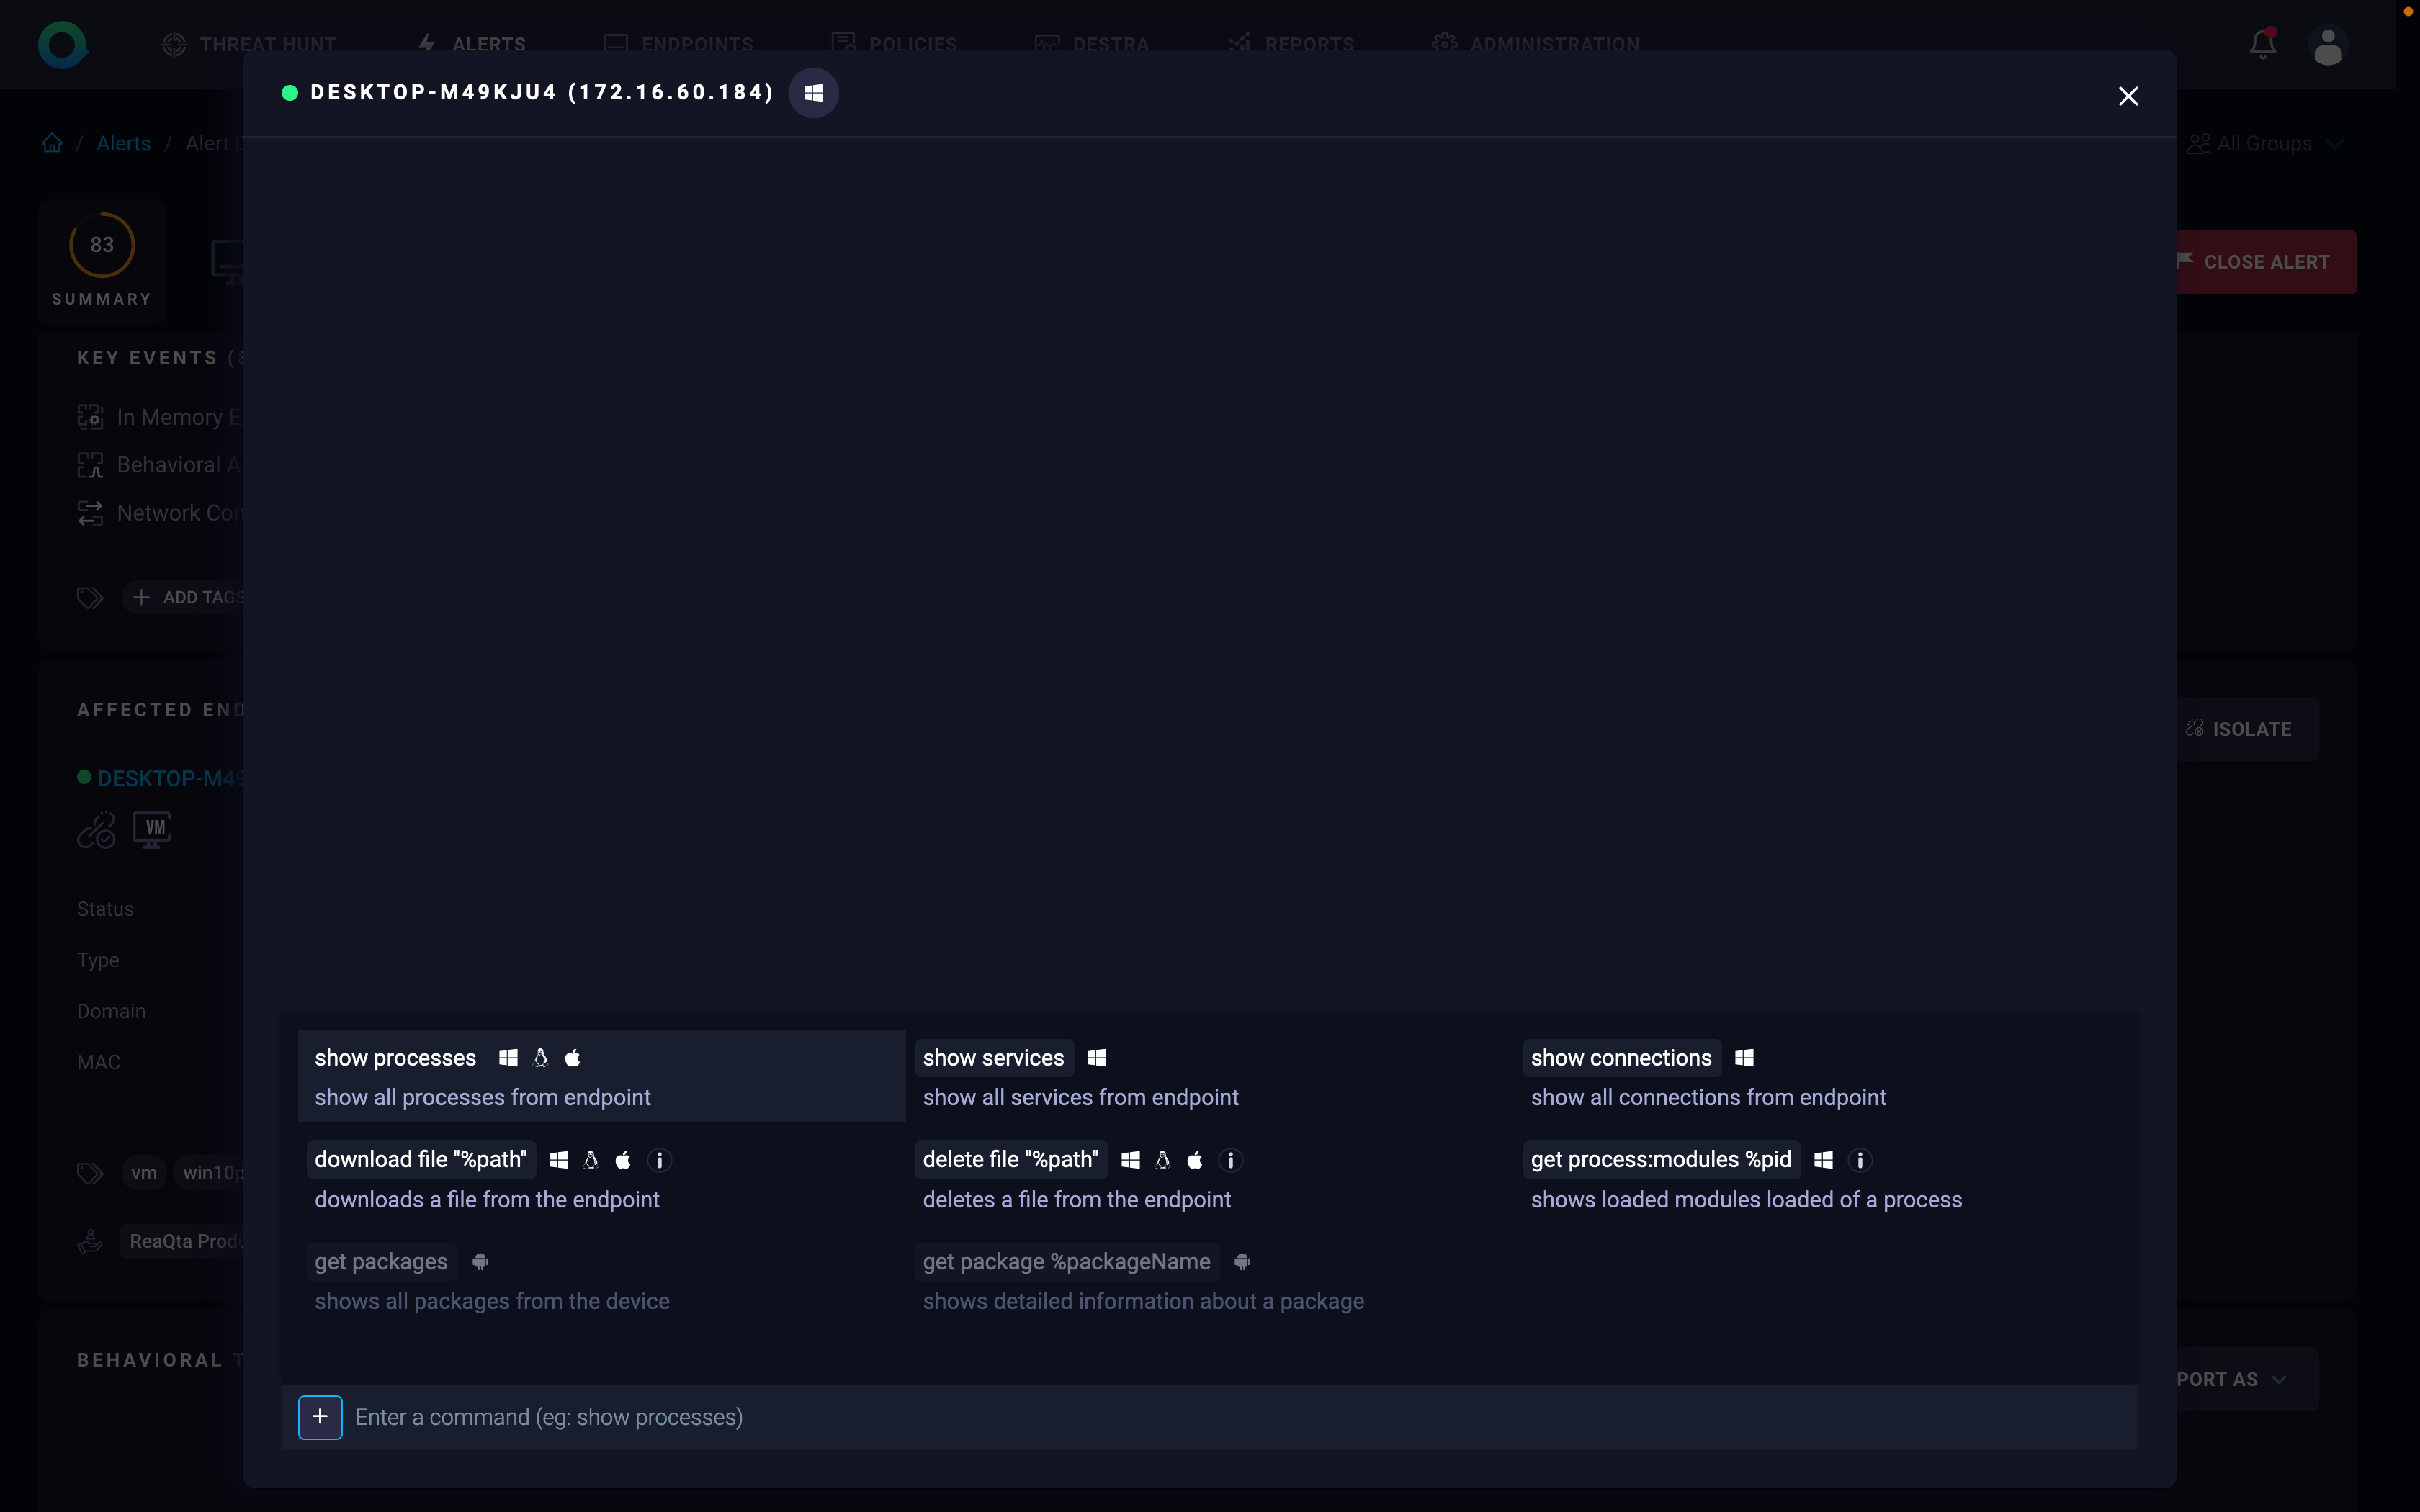 THREAT HUNT
ALERTS
ENDPOINTS
POLICIES
DESTRA
REPORTS
ADMINISTRATION
DESKTOP-M49KJU4 (172.16.60.184)
/ Alerts / Alert
All Groups
83
SUMMARY
CLOSE ALERT
KEY EVENTS
In Memory
Behavioral
Network
ADD TAGS
AFFECTED
ISOLATE
DESKTOP-M49
VM
Status
Type
Domain
MAC
vm
win10p
ReaQta
BEHAVIORAL
PORT AS
show processes
show all processes from endpoint
show services
show all services from endpoint
show connections
show all connections from endpoint
download file "%path"
downloads a file from the endpoint
delete file "%path"
deletes a file from the endpoint
get process:modules %pid
shows loaded modules loaded of a process
get packages
shows all packages from the device
get package %packageName
shows detailed information about a package
+ Enter a command (eg: show processes)